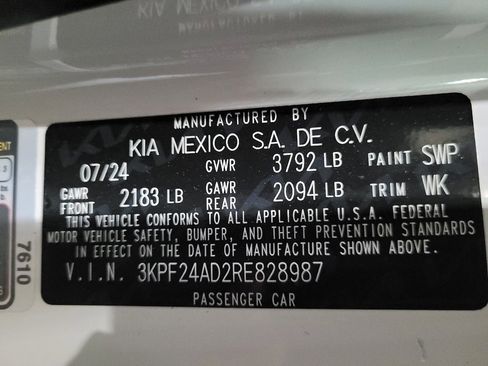 MANUFACTURED BY
KIA MEXICO S.A. DE C.V.
07/24 GVWR 3792 LB PAINT SWP
GAWR FRONT 2183 LB GAWR REAR 2094 LB TRIM WK
THIS VEHICLE CONFORMS TO ALL APPLICABLE U.S.A. FEDERAL
MOTOR VEHICLE SAFETY, BUMPER, AND THEFT PREVENTION STANDARDS
IN EFFECT ON THE DATE OF MANUFACTURE SHOWN ABOVE.
V.I.N. 3KPF24AD2RE828987
PASSENGER CAR
7610